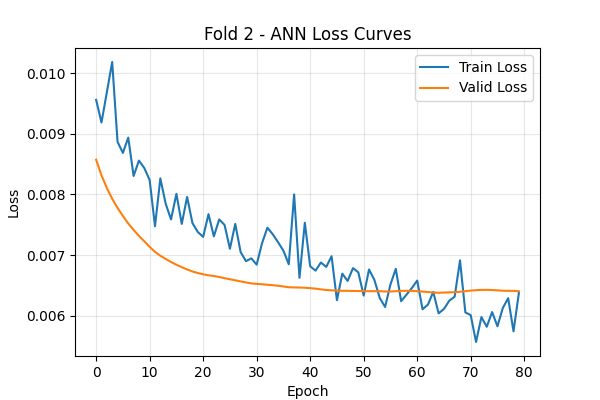 Fold 2 - ANN Loss Curves
Train Loss
Valid Loss
0.010
0.009
0.008
0.007
0.006
Loss
0 10 20 30 40 50 60 70 80
Epoch